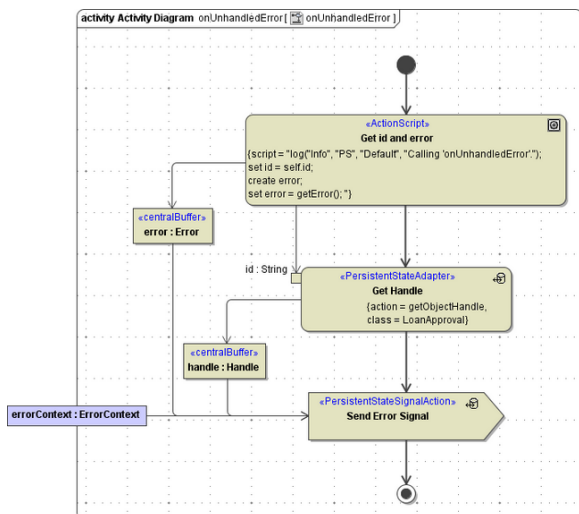 activity Activity Diagram onUnhandledError [ onUnhandledError ]
«ActionScript»
Get id and error
{script = "log("Info", "PS", "Default", "Calling 'onUnhandledError'.");
set id = self.id;
create error;
set error = getError(); "}
«centralBuffer»
error : Error
id : String
«PersistentStateAdapter»
Get Handle
{action = getObjectHandle,
class = LoanApproval}
«centralBuffer»
handle : Handle
errorContext : ErrorContext
«PersistentStateSignalAction»
Send Error Signal